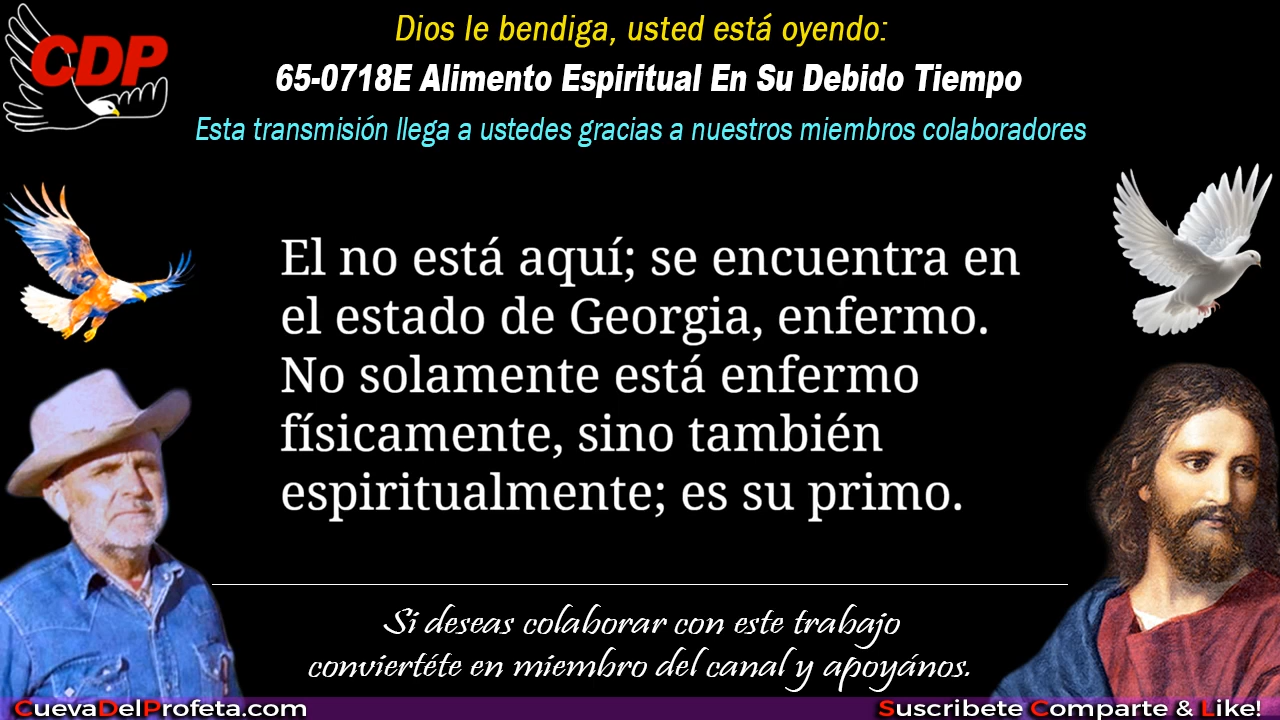 CDP
Dios le bendiga, usted está oyendo:
65-0718E Alimento Espiritual En Su Debido Tiempo
Esta transmisión llega a ustedes gracias a nuestros miembros colaboradores
El no está aquí; se encuentra en
el estado de Georgia, enfermo.
No solamente está enfermo
físicamente, sino también
espiritualmente; es su primo.
Si deseas colaborar con este trabajo
conviertéte en miembro del canal y apoyános.
CuevaDelProfeta.com
Suscribete Comparte & Like!